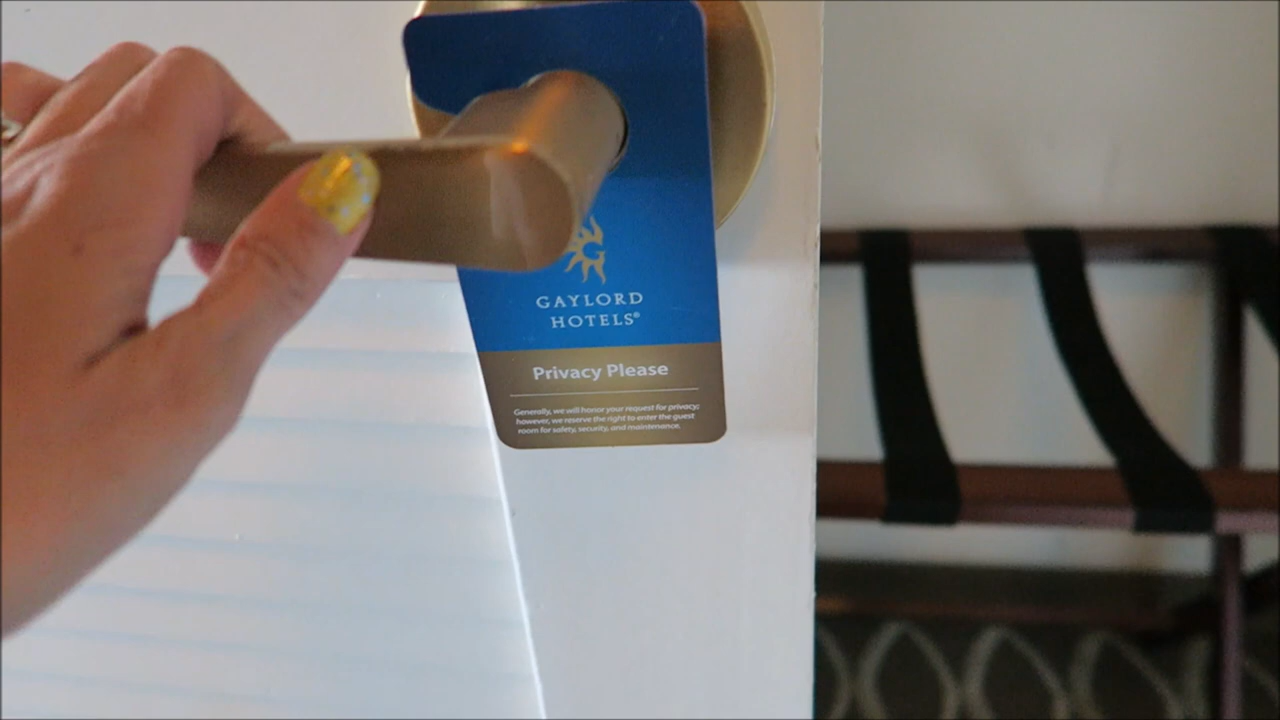 GAYLORD
HOTELS®
Privacy Please
Generally, we will honor your request for privacy;
however, we reserve the right to enter the guest
room for safety, security, and maintenance.